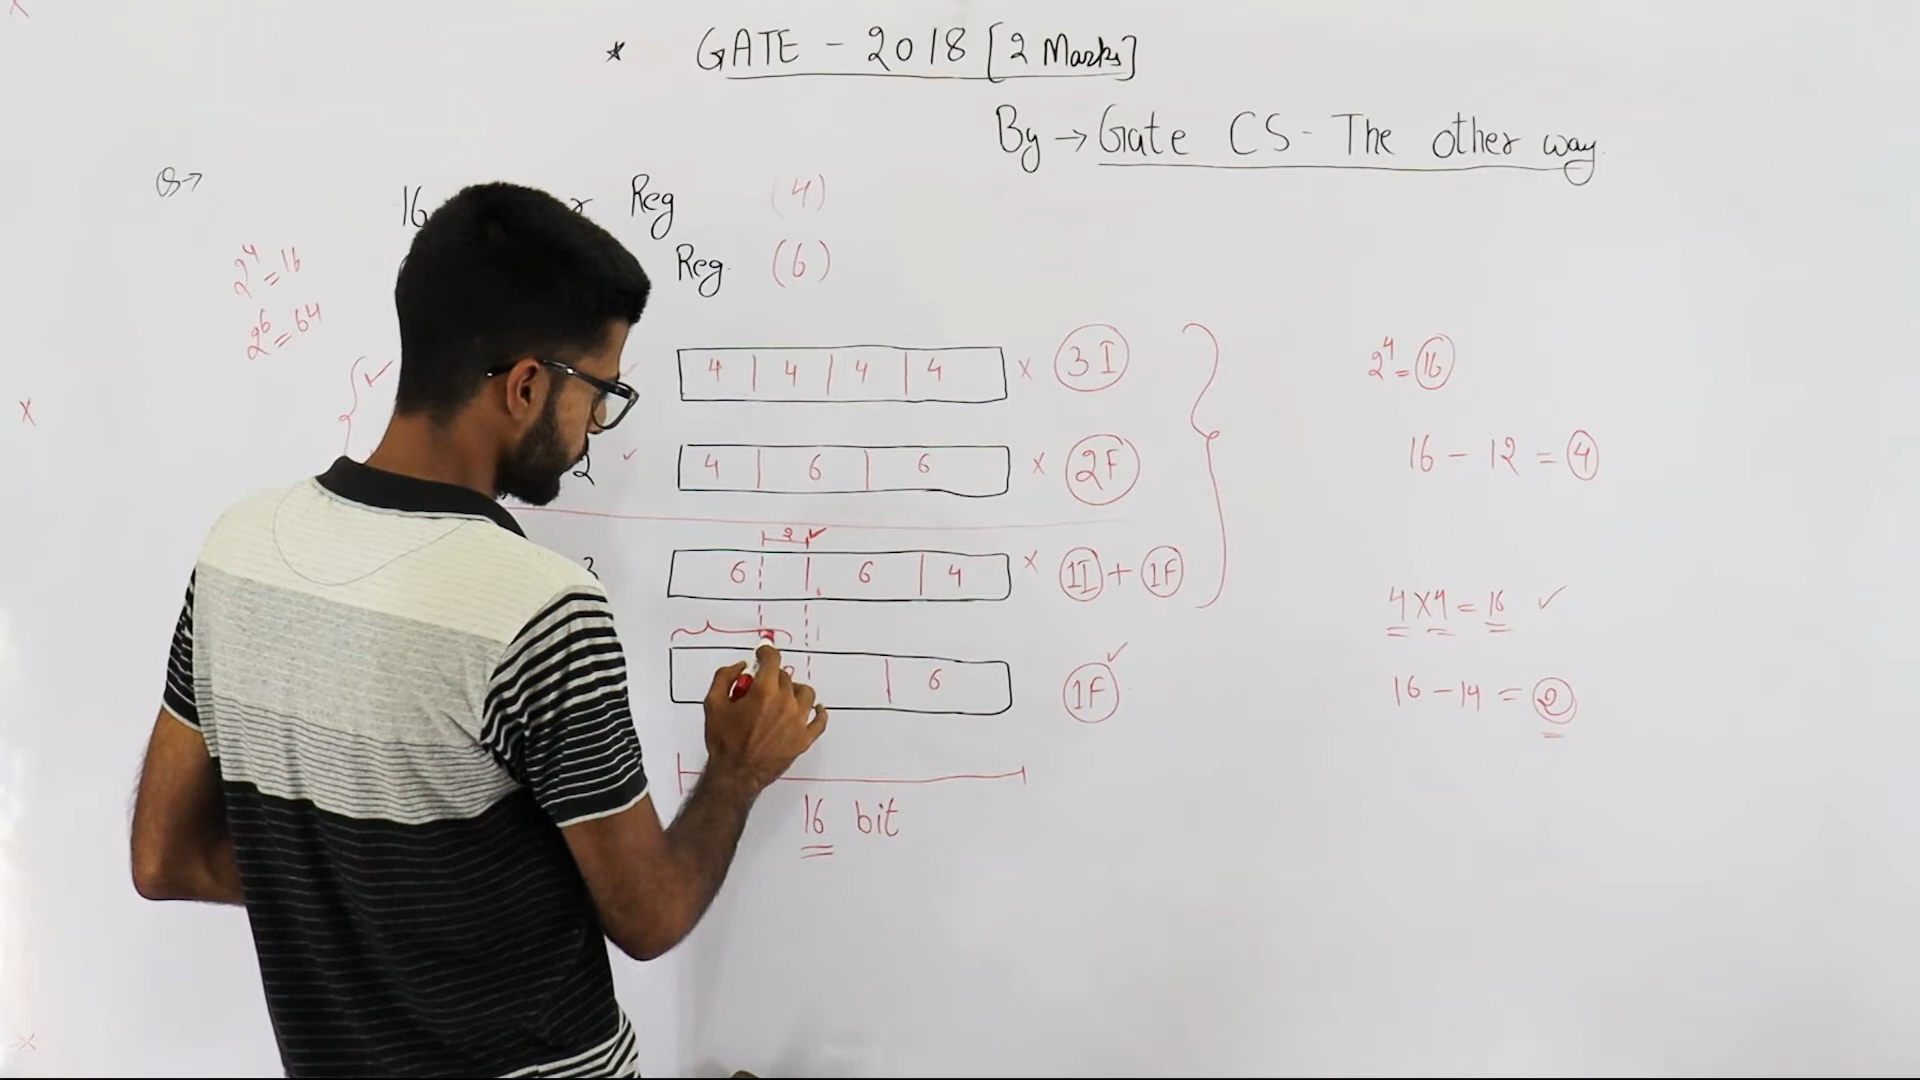 * GATE - 2018 [2 Marks]
By → Gate CS - The other way
Q→
16 Reg (4)
Reg. (6)
2^4 = 16
2^6 = 64
4 | 4 | 4 | 4 × 3I
2^4 = 16
2 ✓ 4 | 6 | 6 × 2F
16 - 12 = 4
2 ✓
3 6 | 6 | 4 × 1I + 1F
4 × 4 = 16 ✓
6 1F ✓
16 - 14 = 2
16 bit